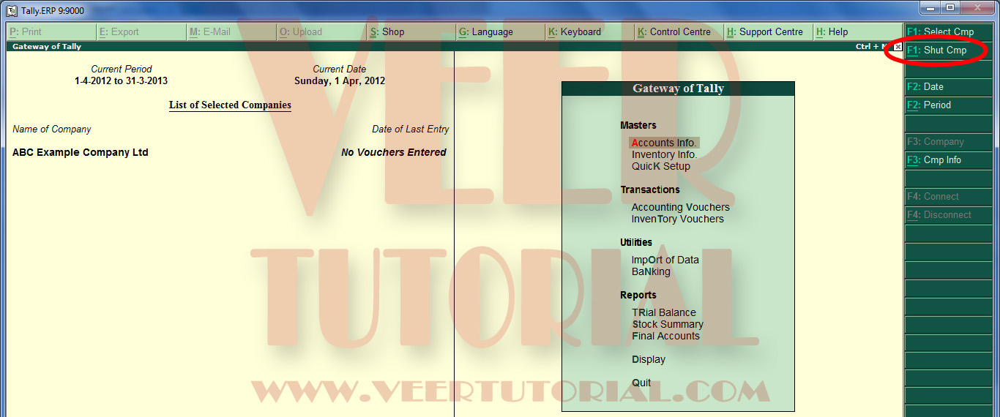 Tally.ERP 9:9000
P: Print E: Export M: E-Mail O: Upload S: Shop G: Language K: Keyboard K: Control Centre H: Support Centre H: Help
Gateway of Tally Ctrl +
Current Period Current Date
1-4-2012 to 31-3-2013 Sunday, 1 Apr, 2012
List of Selected Companies
Name of Company Date of Last Entry
ABC Example Company Ltd No Vouchers Entered
Gateway of Tally
Masters
Accounts Info.
Inventory Info.
QuicK Setup
Transactions
Accounting Vouchers
InvenTory Vouchers
Utilities
ImpOrt of Data
BaNking
Reports
TRial Balance
Stock Summary
Final Accounts
Display
Quit
F1: Select Cmp
F1: Shut Cmp
F2: Date
F2: Period
F3: Company
F3: Cmp Info
F4: Connect
F4: Disconnect
VEER
TUTORIAL
WWW.VEERTUTORIAL.COM